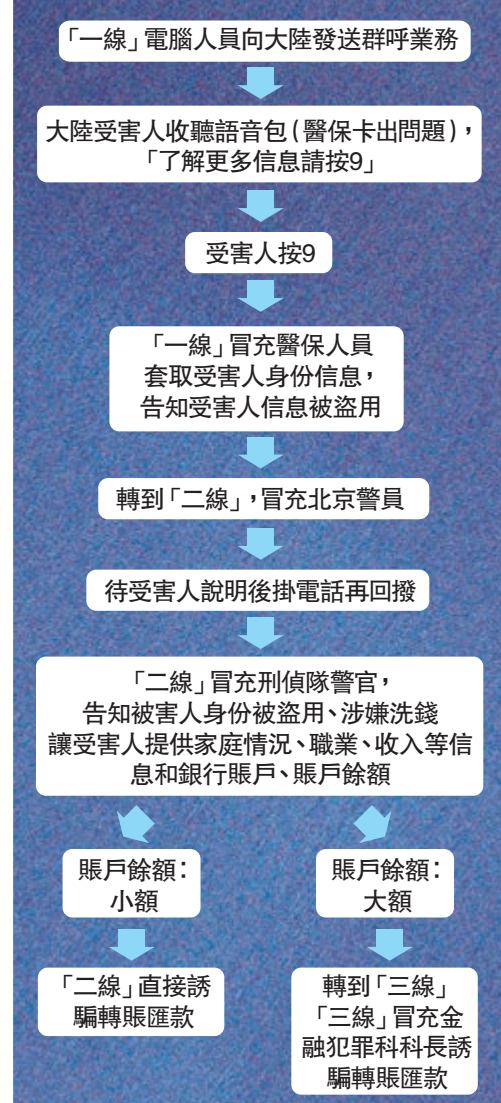 「一線」電腦人員向大陸發送群呼業務
大陸受害人收聽語音包(醫保卡出問題)，
「了解更多信息請按9」
受害人按9
「一線」冒充醫保人員
套取受害人身份信息，
告知受害人信息被盜用
轉到「二線」，冒充北京警員
待受害人說明後掛電話再回撥
「二線」冒充刑偵隊警官，
告知被害人身份被盜用、涉嫌洗錢
讓受害人提供家庭情況、職業、收入等信
息和銀行賬戶、賬戶餘額
賬戶餘額：
小額
「二線」直接誘
騙轉賬匯款
賬戶餘額：
大額
轉到「三線」
「三線」冒充金
融犯罪科科長誘
騙轉賬匯款